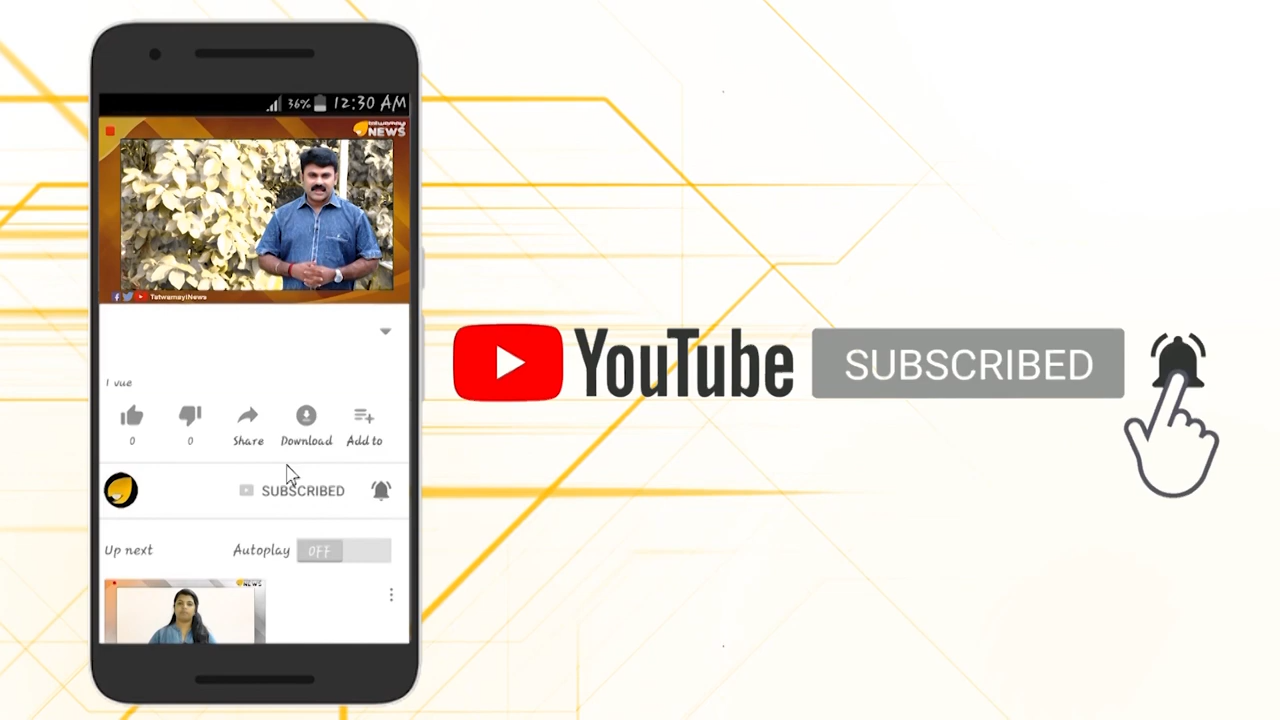 36% 12:30 AM
tatwamayi
NEWS
TatwamayiNews
1 vue
0 0 Share Download Add to
SUBSCRIBED
Up next Autoplay OFF
NEWS
YouTube SUBSCRIBED